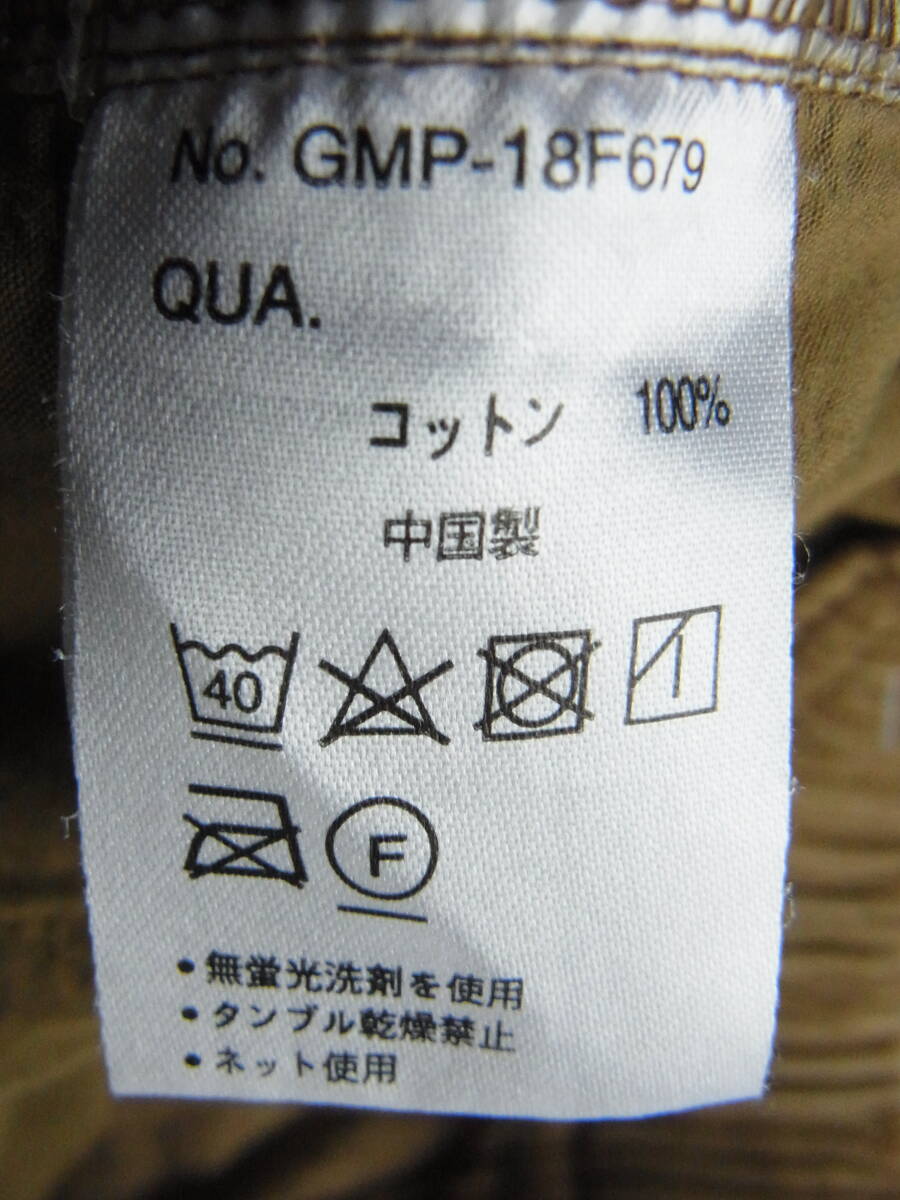 No. GMP-18F679
QUA.
コットン 100%
中国製
40
F
• 無蛍光洗剤を使用
• タンブル乾燥禁止
• ネット使用